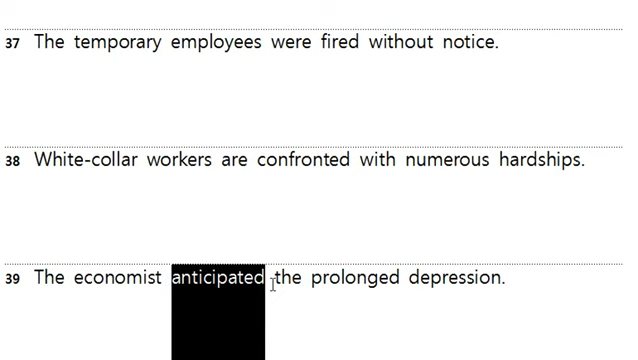 37 The temporary employees were fired without notice.
38 White-collar workers are confronted with numerous hardships.
39 The economist anticipated the prolonged depression.